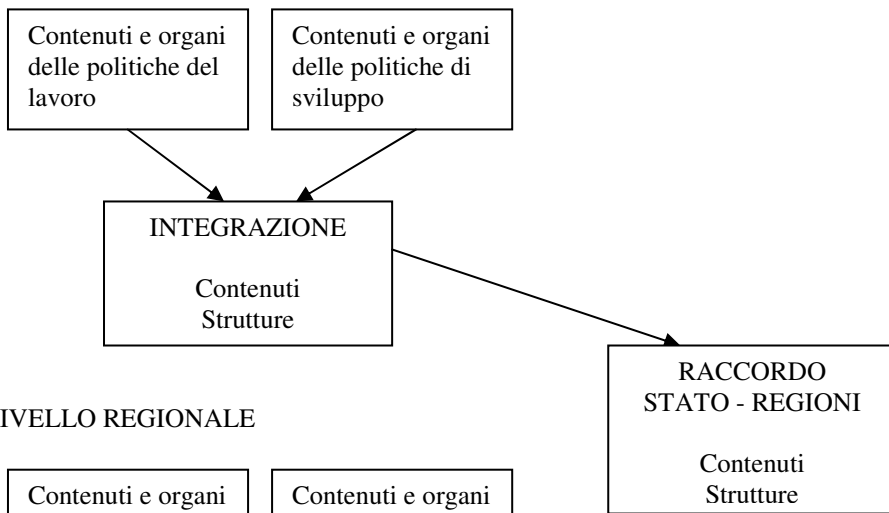 Contenuti e organi
delle politiche del
lavoro
Contenuti e organi
delle politiche di
sviluppo
INTEGRAZIONE
Contenuti
Strutture
RACCORDO
STATO - REGIONI
Contenuti
Strutture
IVELLO REGIONALE
Contenuti e organi
Contenuti e organi